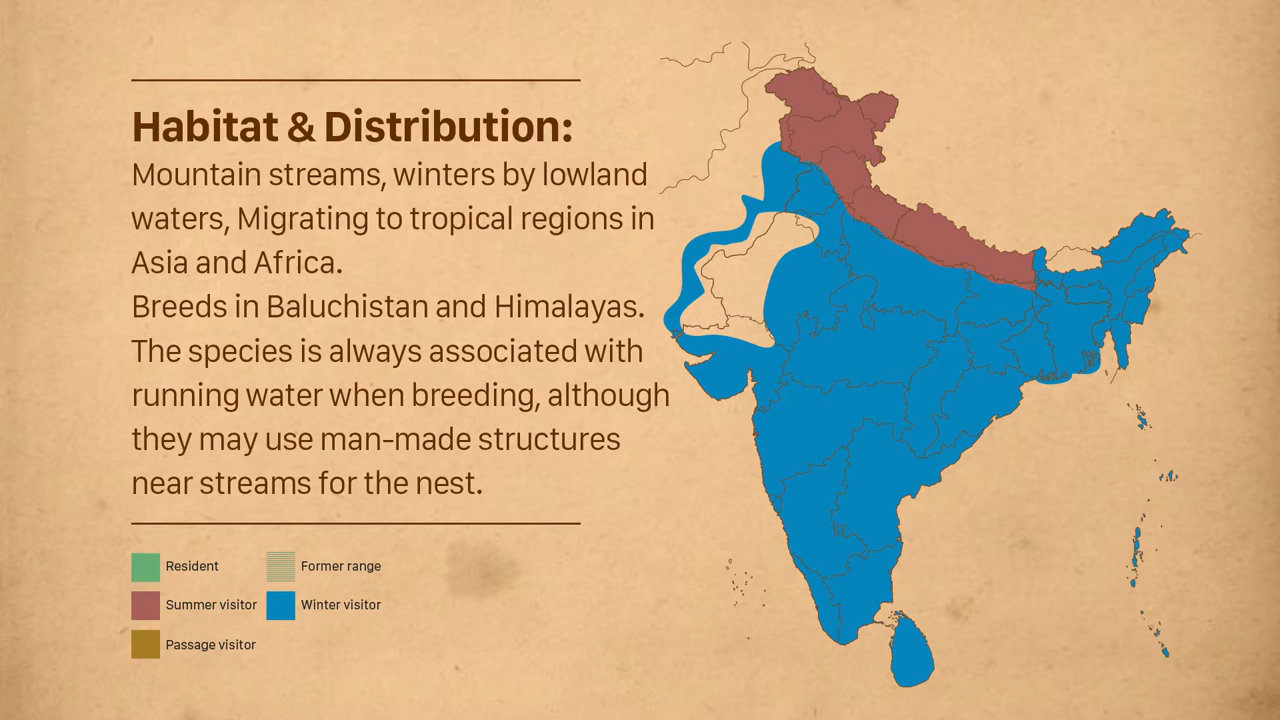 Habitat & Distribution:
Mountain streams, winters by lowland
waters, Migrating to tropical regions in
Asia and Africa.
Breeds in Baluchistan and Himalayas.
The species is always associated with
running water when breeding, although
they may use man-made structures
near streams for the nest.
Resident
Former range
Summer visitor
Winter visitor
Passage visitor